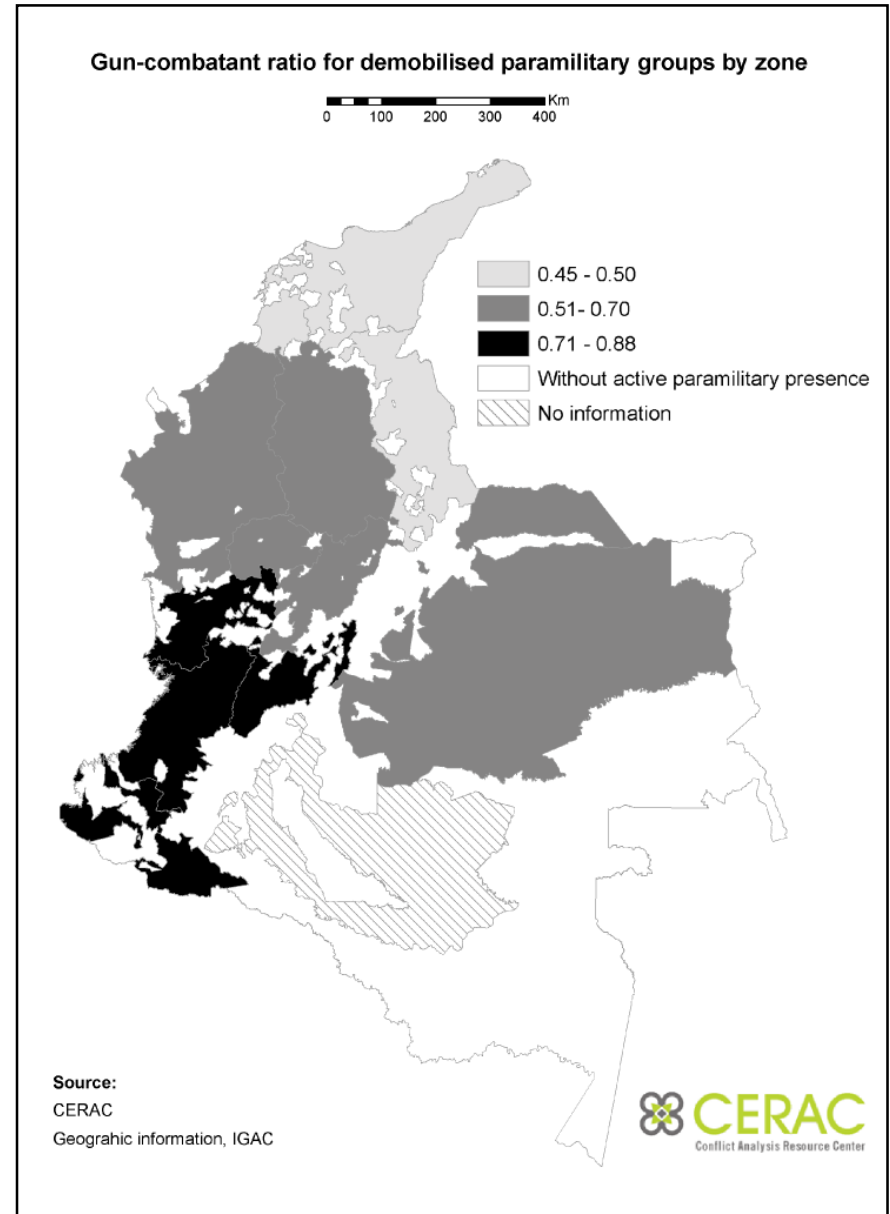 Gun-combatant ratio for demobilised paramilitary groups by zone
Km
0 100 200 300 400
0.45 - 0.50
0.51- 0.70
0.71 - 0.88
Without active paramilitary presence
No information
Source:
CERAC
Geograhic information, IGAC
CERAC
Conflict Analysis Resource Center